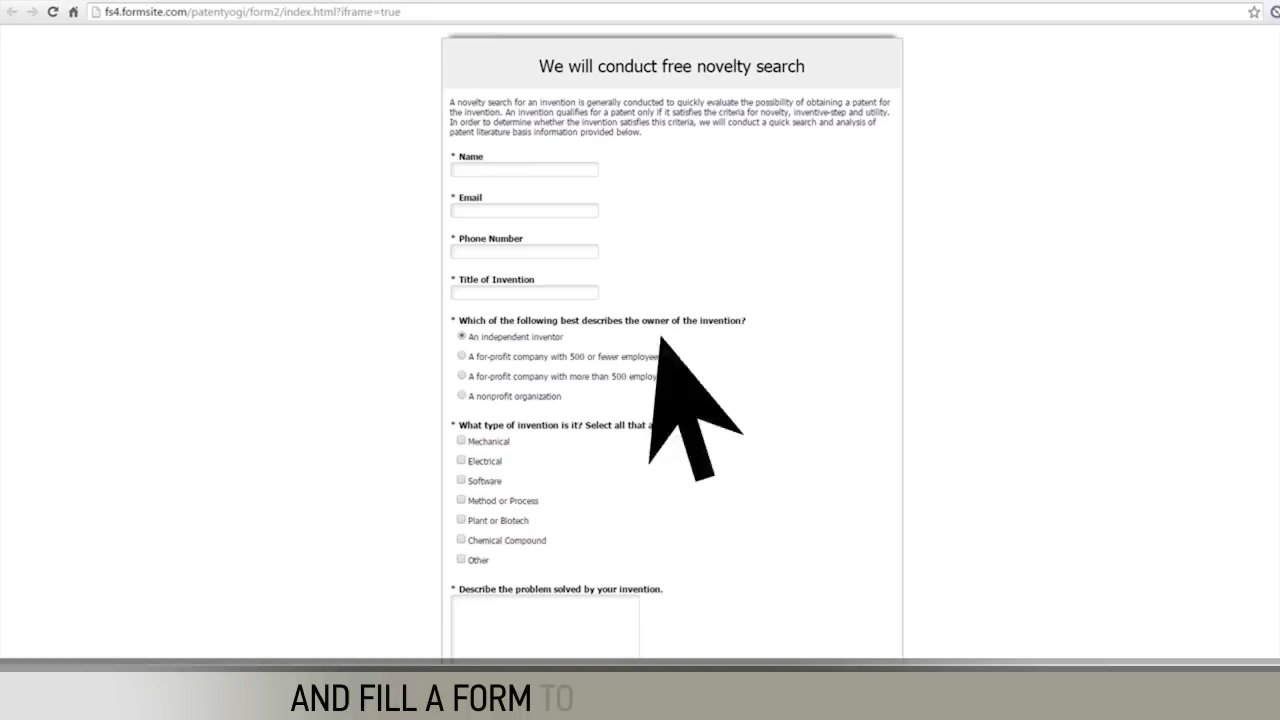 fs4.formsite.com/patentyogi/form2/index.html?iframe=true
We will conduct free novelty search
A novelty search for an invention is generally conducted to quickly evaluate the possibility of obtaining a patent for
the invention. An invention qualifies for a patent only if it satisfies the criteria for novelty, inventive-step and utility.
In order to determine whether the invention satisfies this criteria, we will conduct a quick search and analysis of
patent literature basis information provided below.
* Name
* Email
* Phone Number
* Title of Invention
* Which of the following best describes the owner of the invention?
An independent inventor
A for-profit company with 500 or fewer employee
A for-profit company with more than 500 employ
A nonprofit organization
* What type of invention is it? Select all that a
Mechanical
Electrical
Software
Method or Process
Plant or Biotech
Chemical Compound
Other
* Describe the problem solved by your invention.
AND FILL A FORM TO